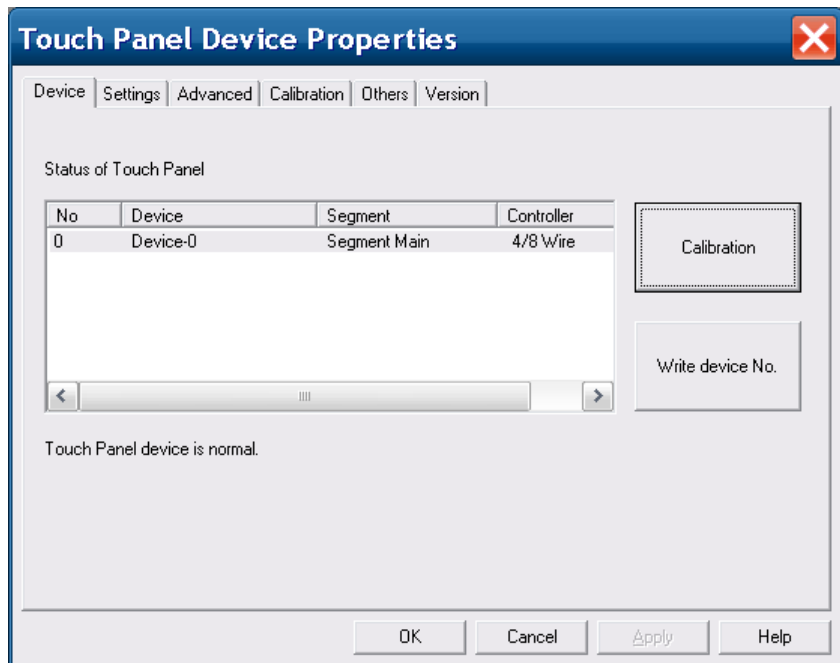 Touch Panel Device Properties
Device Settings Advanced Calibration Others Version
Status of Touch Panel
No Device Segment Controller
0 Device-0 Segment Main 4/8 Wire
Calibration
Write device No.
Touch Panel device is normal.
OK Cancel Apply Help